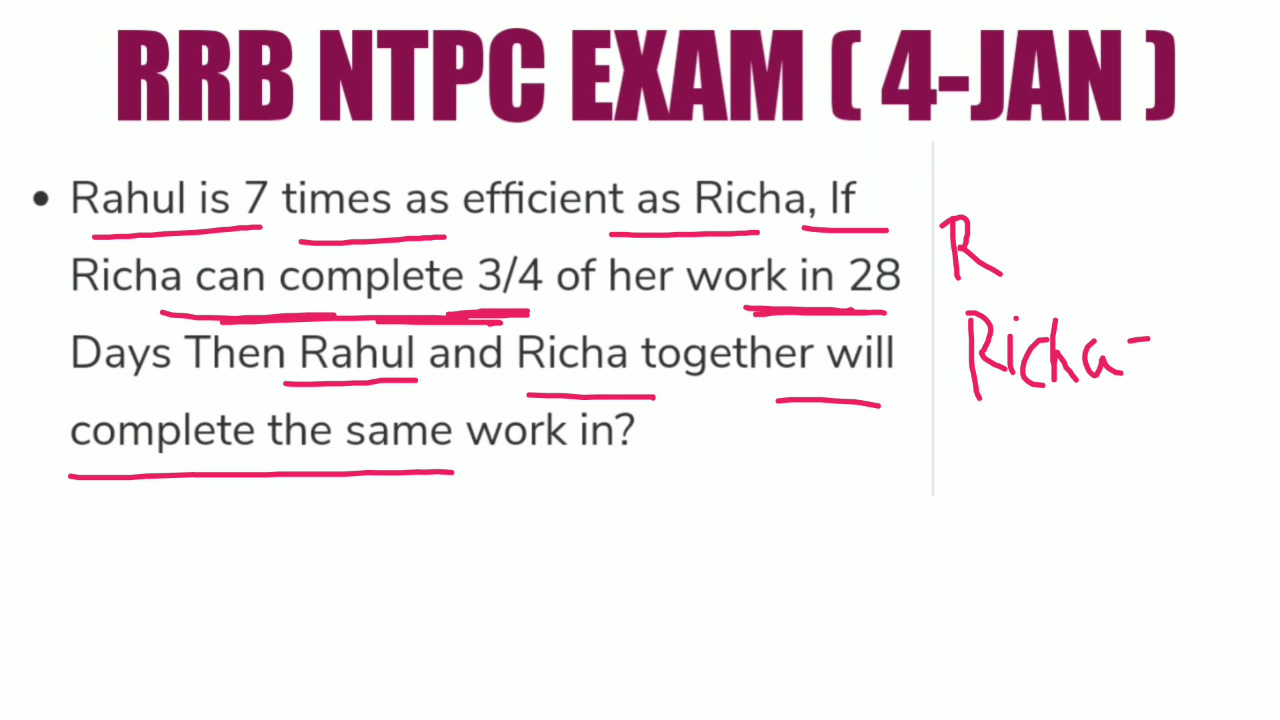 RRB NTPC EXAM ( 4-JAN )
• Rahul is 7 times as efficient as Richa, If
Richa can complete 3/4 of her work in 28
Days Then Rahul and Richa together will
complete the same work in?
R
Richa-